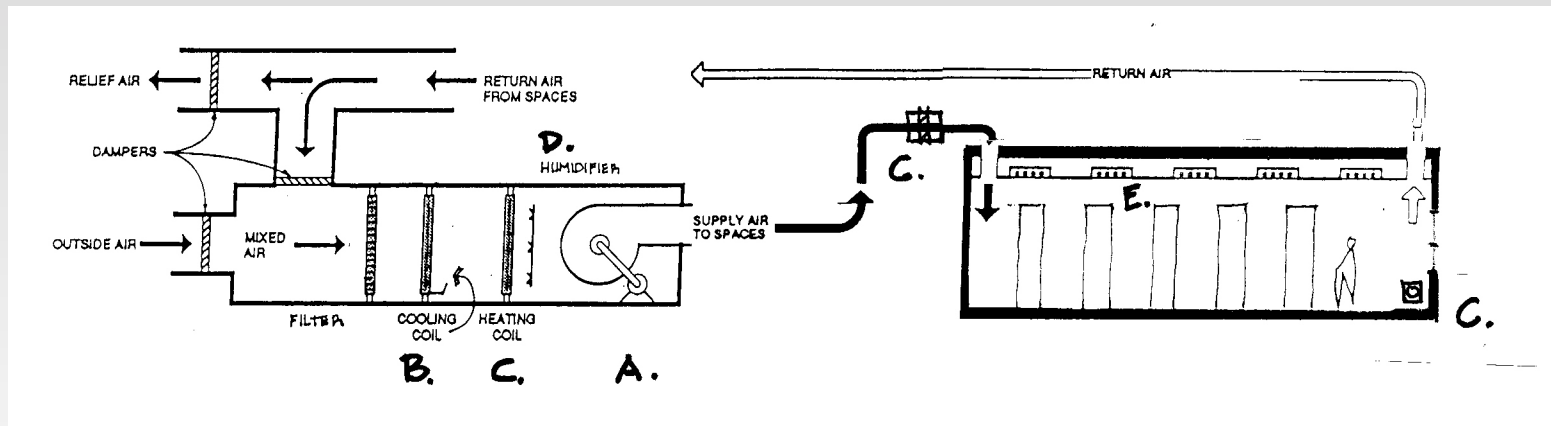 RELIEF AIR
RETURN AIR
FROM SPACES
RETURN AIR
DAMPERS
D.
HUMIDIFIER
C.
E.
OUTSIDE AIR
MIXED
AIR
SUPPLY AIR
TO SPACES
FILTER
COOLING
COIL
HEATING
COIL
C.
B.
C.
A.